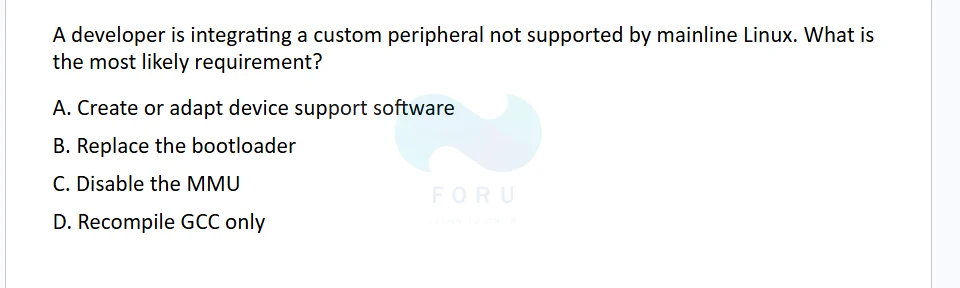 A developer is integrating a custom peripheral not supported by mainline Linux. What is
the most likely requirement?
A. Create or adapt device support software
B. Replace the bootloader
C. Disable the MMU
D. Recompile GCC only
FORU